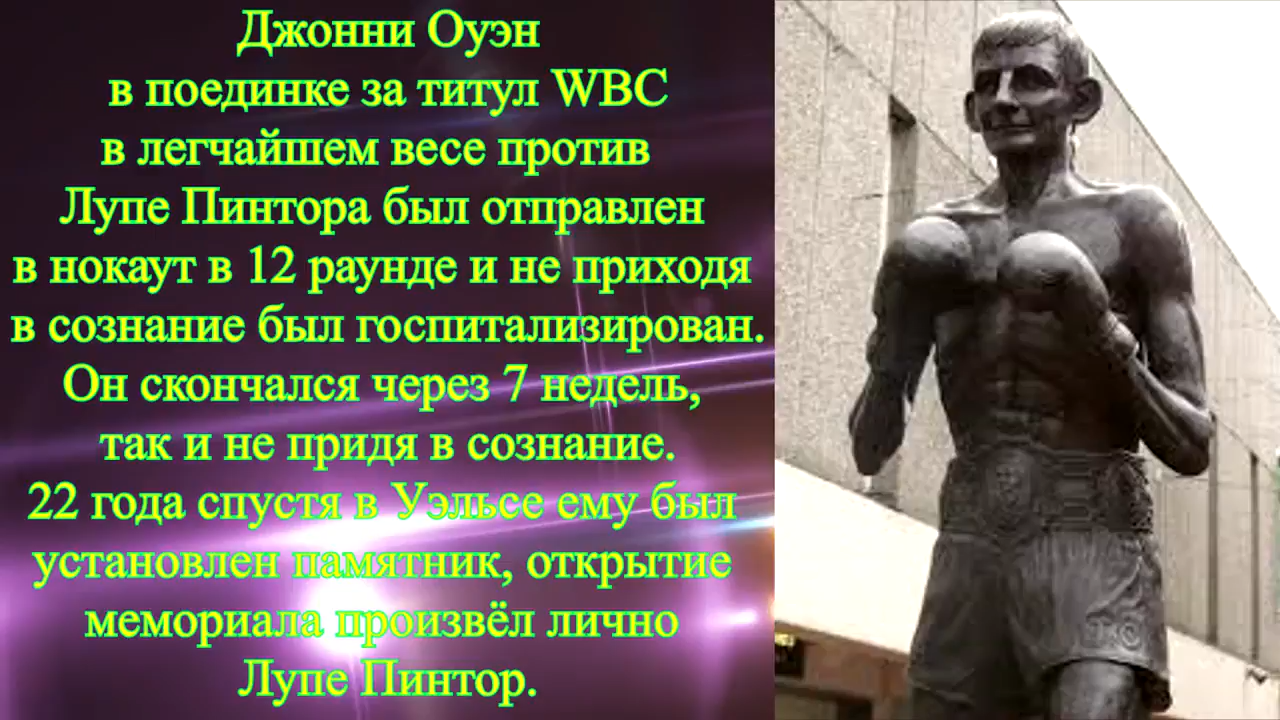 Джонни Оуэн
в поединке за титул WBC
в легчайшем весе против
Лупе Пинтора был отправлен
в нокаут в 12 раунде и не приходя
в сознание был госпитализирован.
Он скончался через 7 недель,
так и не придя в сознание.
22 года спустя в Уэльсе ему был
установлен памятник, открытие
мемориала произвёл лично
Лупе Пинтор.